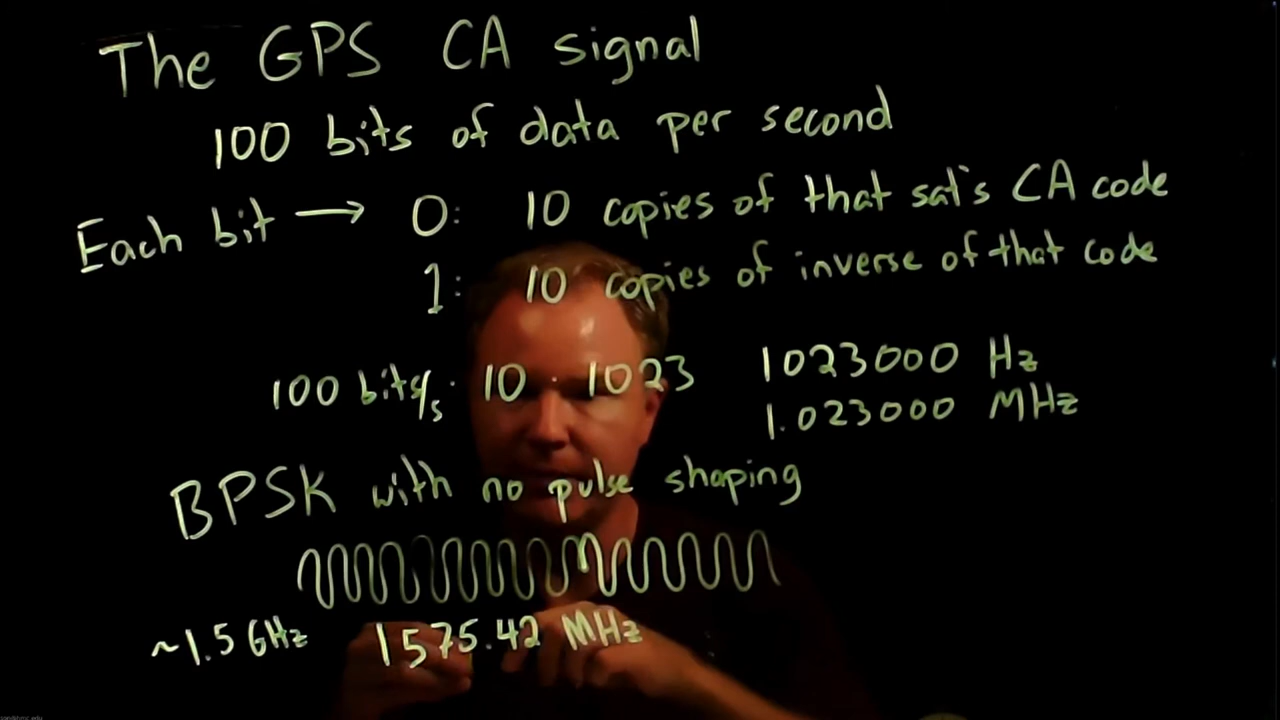 The GPS CA signal
100 bits of data per second
Each bit → 0: 10 copies of that sat's CA code
1: 10 copies of inverse of that code
100 bits/s · 10 · 1023 1023000 Hz
1.023000 MHz
BPSK with no pulse shaping
~1.5 GHz 1575.42 MHz